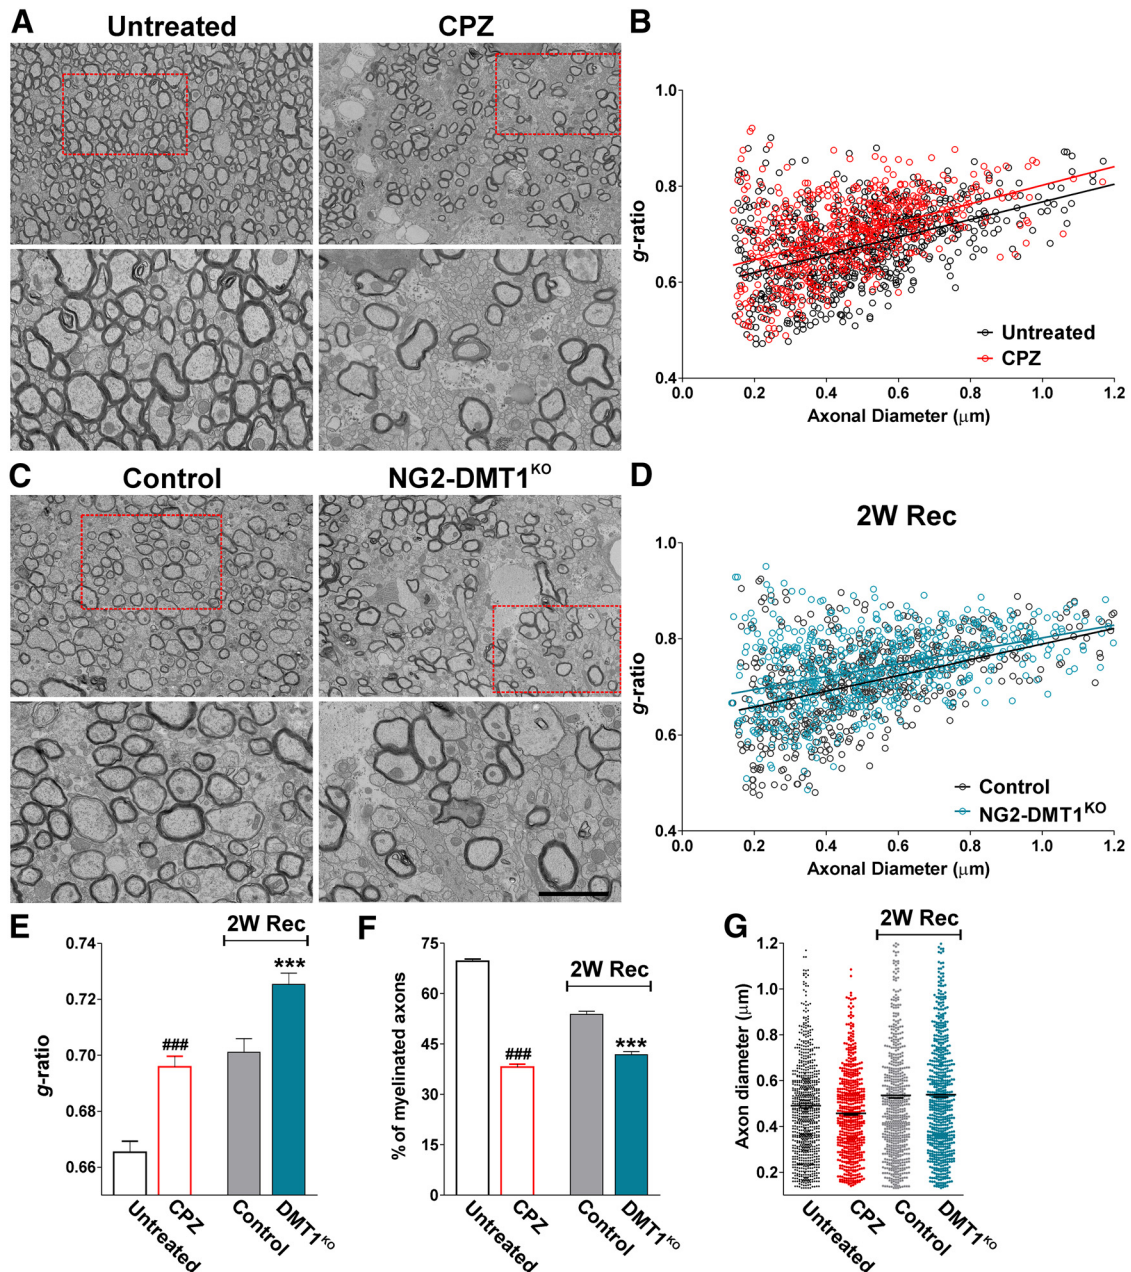 A
Untreated
CPZ
B
1.0
0.8
0.6
0.4
g-ratio
Untreated
CPZ
0.0 0.2 0.4 0.6 0.8 1.0 1.2
Axonal Diameter (μm)
C
Control
NG2-DMT1KO
D
2W Rec
1.0
0.8
0.6
0.4
g-ratio
Control
NG2-DMT1KO
0.0 0.2 0.4 0.6 0.8 1.0 1.2
Axonal Diameter (μm)
E
2W Rec
0.74
0.72
0.70
0.68
0.66
g-ratio
###
***
Untreated
CPZ
Control
DMT1KO
F
2W Rec
75
60
45
30
15
0
% of myelinated axons
###
***
Untreated
CPZ
Control
DMT1KO
G
2W Rec
1.2
1.0
0.8
0.6
0.4
0.2
Axon diameter (μm)
Untreated
CPZ
Control
DMT1KO